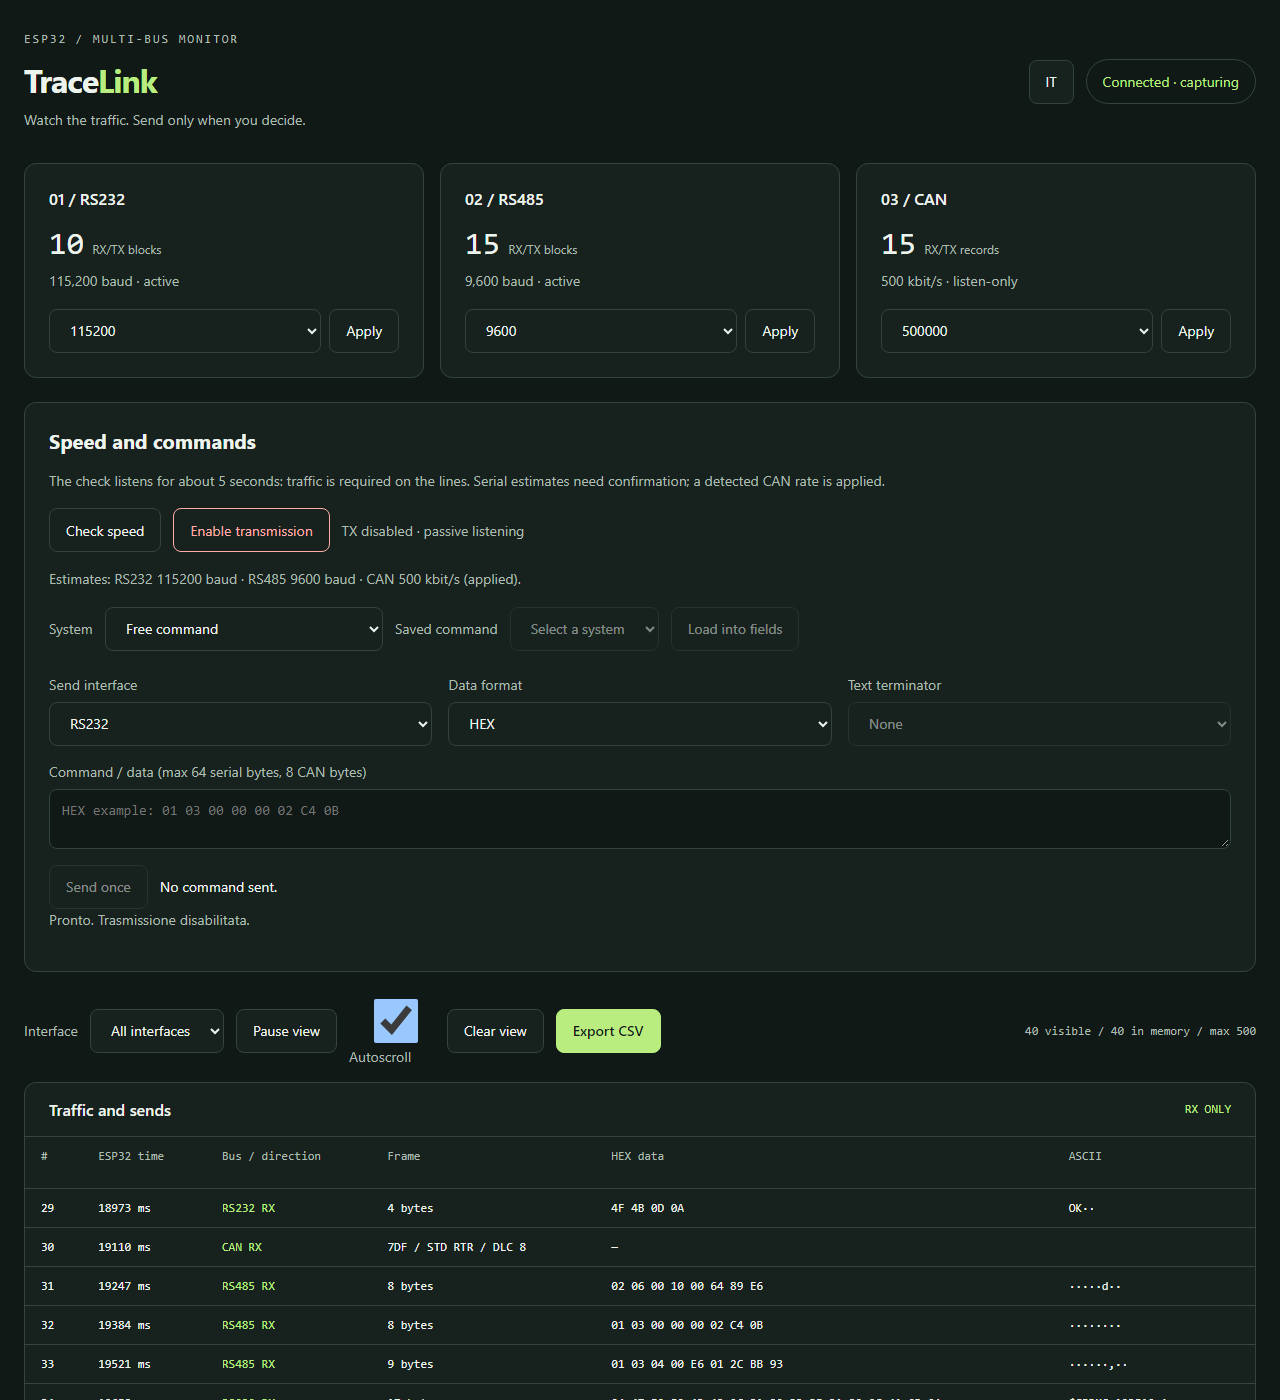 ESP32 / MULTI-BUS MONITOR
TraceLink
Watch the traffic. Send only when you decide.
IT
Connected · capturing
01 / RS232
10 RX/TX blocks
115,200 baud · active
115200
Apply
02 / RS485
15 RX/TX blocks
9,600 baud · active
9600
Apply
03 / CAN
15 RX/TX records
500 kbit/s · listen-only
500000
Apply
Speed and commands
The check listens for about 5 seconds: traffic is required on the lines. Serial estimates need confirmation; a detected CAN rate is applied.
Check speed
Enable transmission
TX disabled · passive listening
Estimates: RS232 115200 baud · RS485 9600 baud · CAN 500 kbit/s (applied).
System
Free command
Saved command
Select a system
Load into fields
Send interface
RS232
Data format
HEX
Text terminator
None
Command / data (max 64 serial bytes, 8 CAN bytes)
HEX example: 01 03 00 00 00 02 C4 0B
Send once
No command sent.
Pronto. Trasmissione disabilitata.
Interface
All interfaces
Pause view
Autoscroll
Clear view
Export CSV
40 visible / 40 in memory / max 500
Traffic and sends
RX ONLY
# ESP32 time Bus / direction Frame HEX data ASCII
29 18973 ms RS232 RX 4 bytes 4F 4B 0D 0A OK··
30 19110 ms CAN RX 7DF / STD RTR / DLC 8 —
31 19247 ms RS485 RX 8 bytes 02 06 00 10 00 64 89 E6 ·····d··
32 19384 ms RS485 RX 8 bytes 01 03 00 00 00 02 C4 0B ········
33 19521 ms RS485 RX 9 bytes 01 03 04 00 E6 01 2C BB 93 ······,··